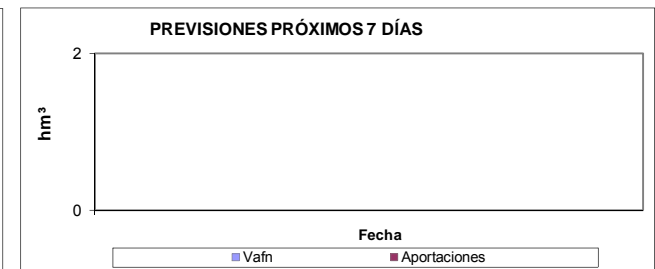 PREVISIONES PRÓXIMOS 7 DÍAS
2
hm³
0
Fecha
Vafn Aportaciones